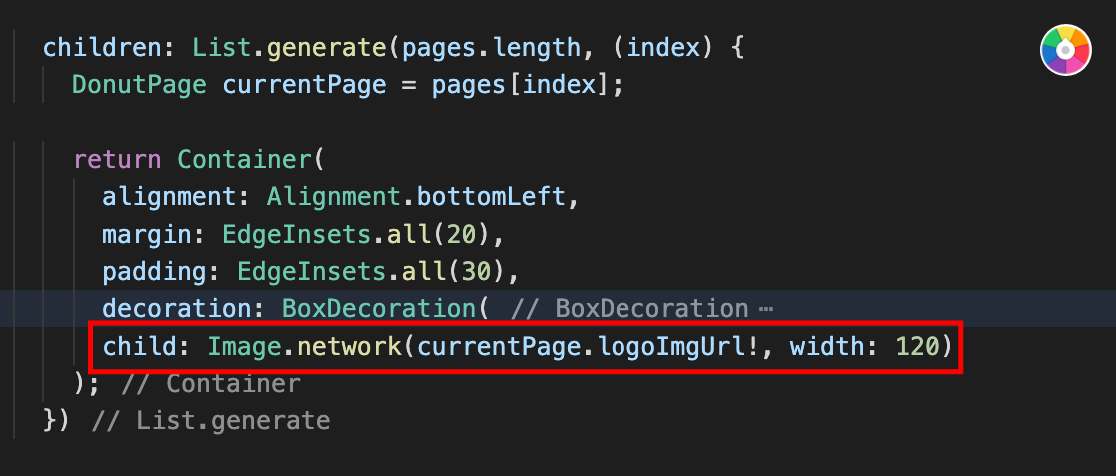 children: List.generate(pages.length, (index) {
DonutPage currentPage = pages[index];
return Container(
alignment: Alignment.bottomLeft,
margin: EdgeInsets.all(20),
padding: EdgeInsets.all(30),
decoration: BoxDecoration( // BoxDecoration ⋯
child: Image.network(currentPage.logoImgUrl!, width: 120)
); // Container
}) // List.generate